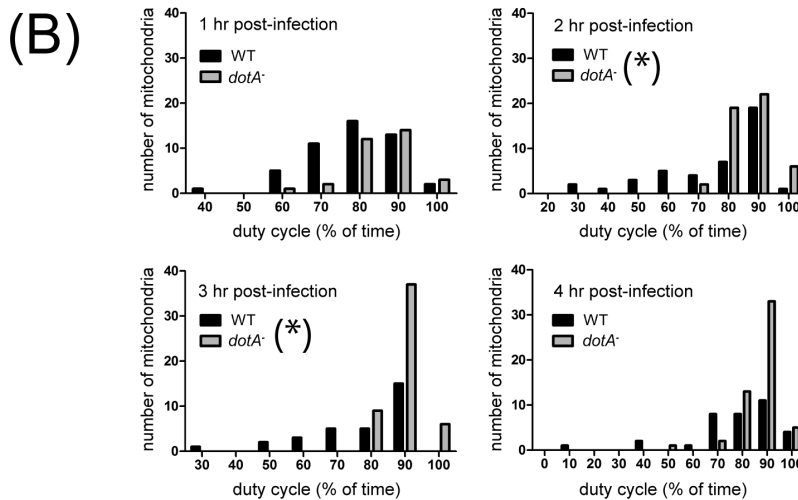 (B)
1 hr post-infection
WT
dotA-
number of mitochondria
40
30
20
10
0
40 50 60 70 80 90 100
duty cycle (% of time)
2 hr post-infection
WT
dotA- (*)
number of mitochondria
40
30
20
10
0
20 30 40 50 60 70 80 90 100
duty cycle (% of time)
3 hr post-infection
WT
dotA- (*)
number of mitochondria
40
30
20
10
0
30 40 50 60 70 80 90 100
duty cycle (% of time)
4 hr post-infection
WT
dotA-
number of mitochondria
40
30
20
10
0
0 10 20 30 40 50 60 70 80 90 100
duty cycle (% of time)